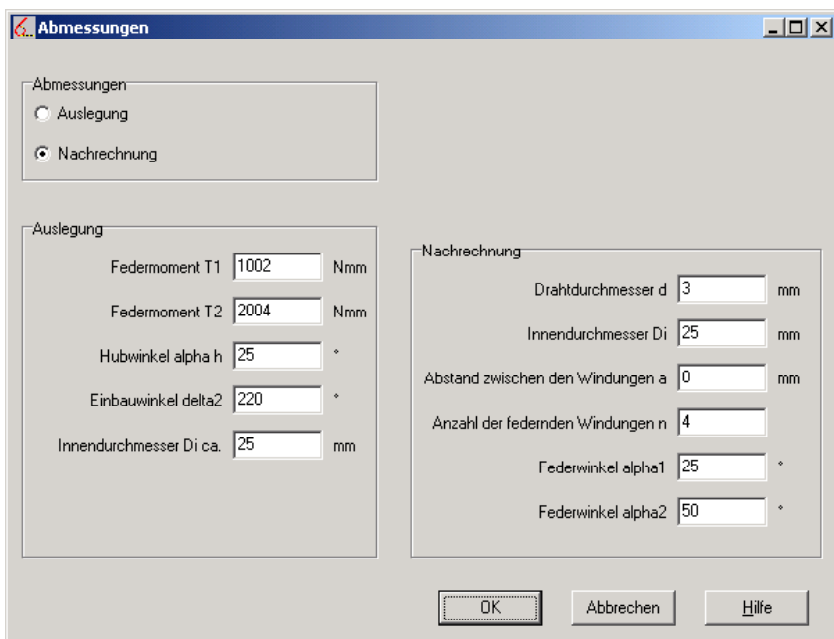 Abmessungen
Abmessungen
Auslegung
Nachrechnung
Auslegung
Federmoment T1 1002 Nmm
Federmoment T2 2004 Nmm
Hubwinkel alpha h 25 °
Einbauwinkel delta2 220 °
Innendurchmesser Di ca. 25 mm
Nachrechnung
Drahtdurchmesser d 3 mm
Innendurchmesser Di 25 mm
Abstand zwischen den Windungen a 0 mm
Anzahl der federnden Windungen n 4
Federwinkel alpha1 25 °
Federwinkel alpha2 50 °
OK Abbrechen Hilfe